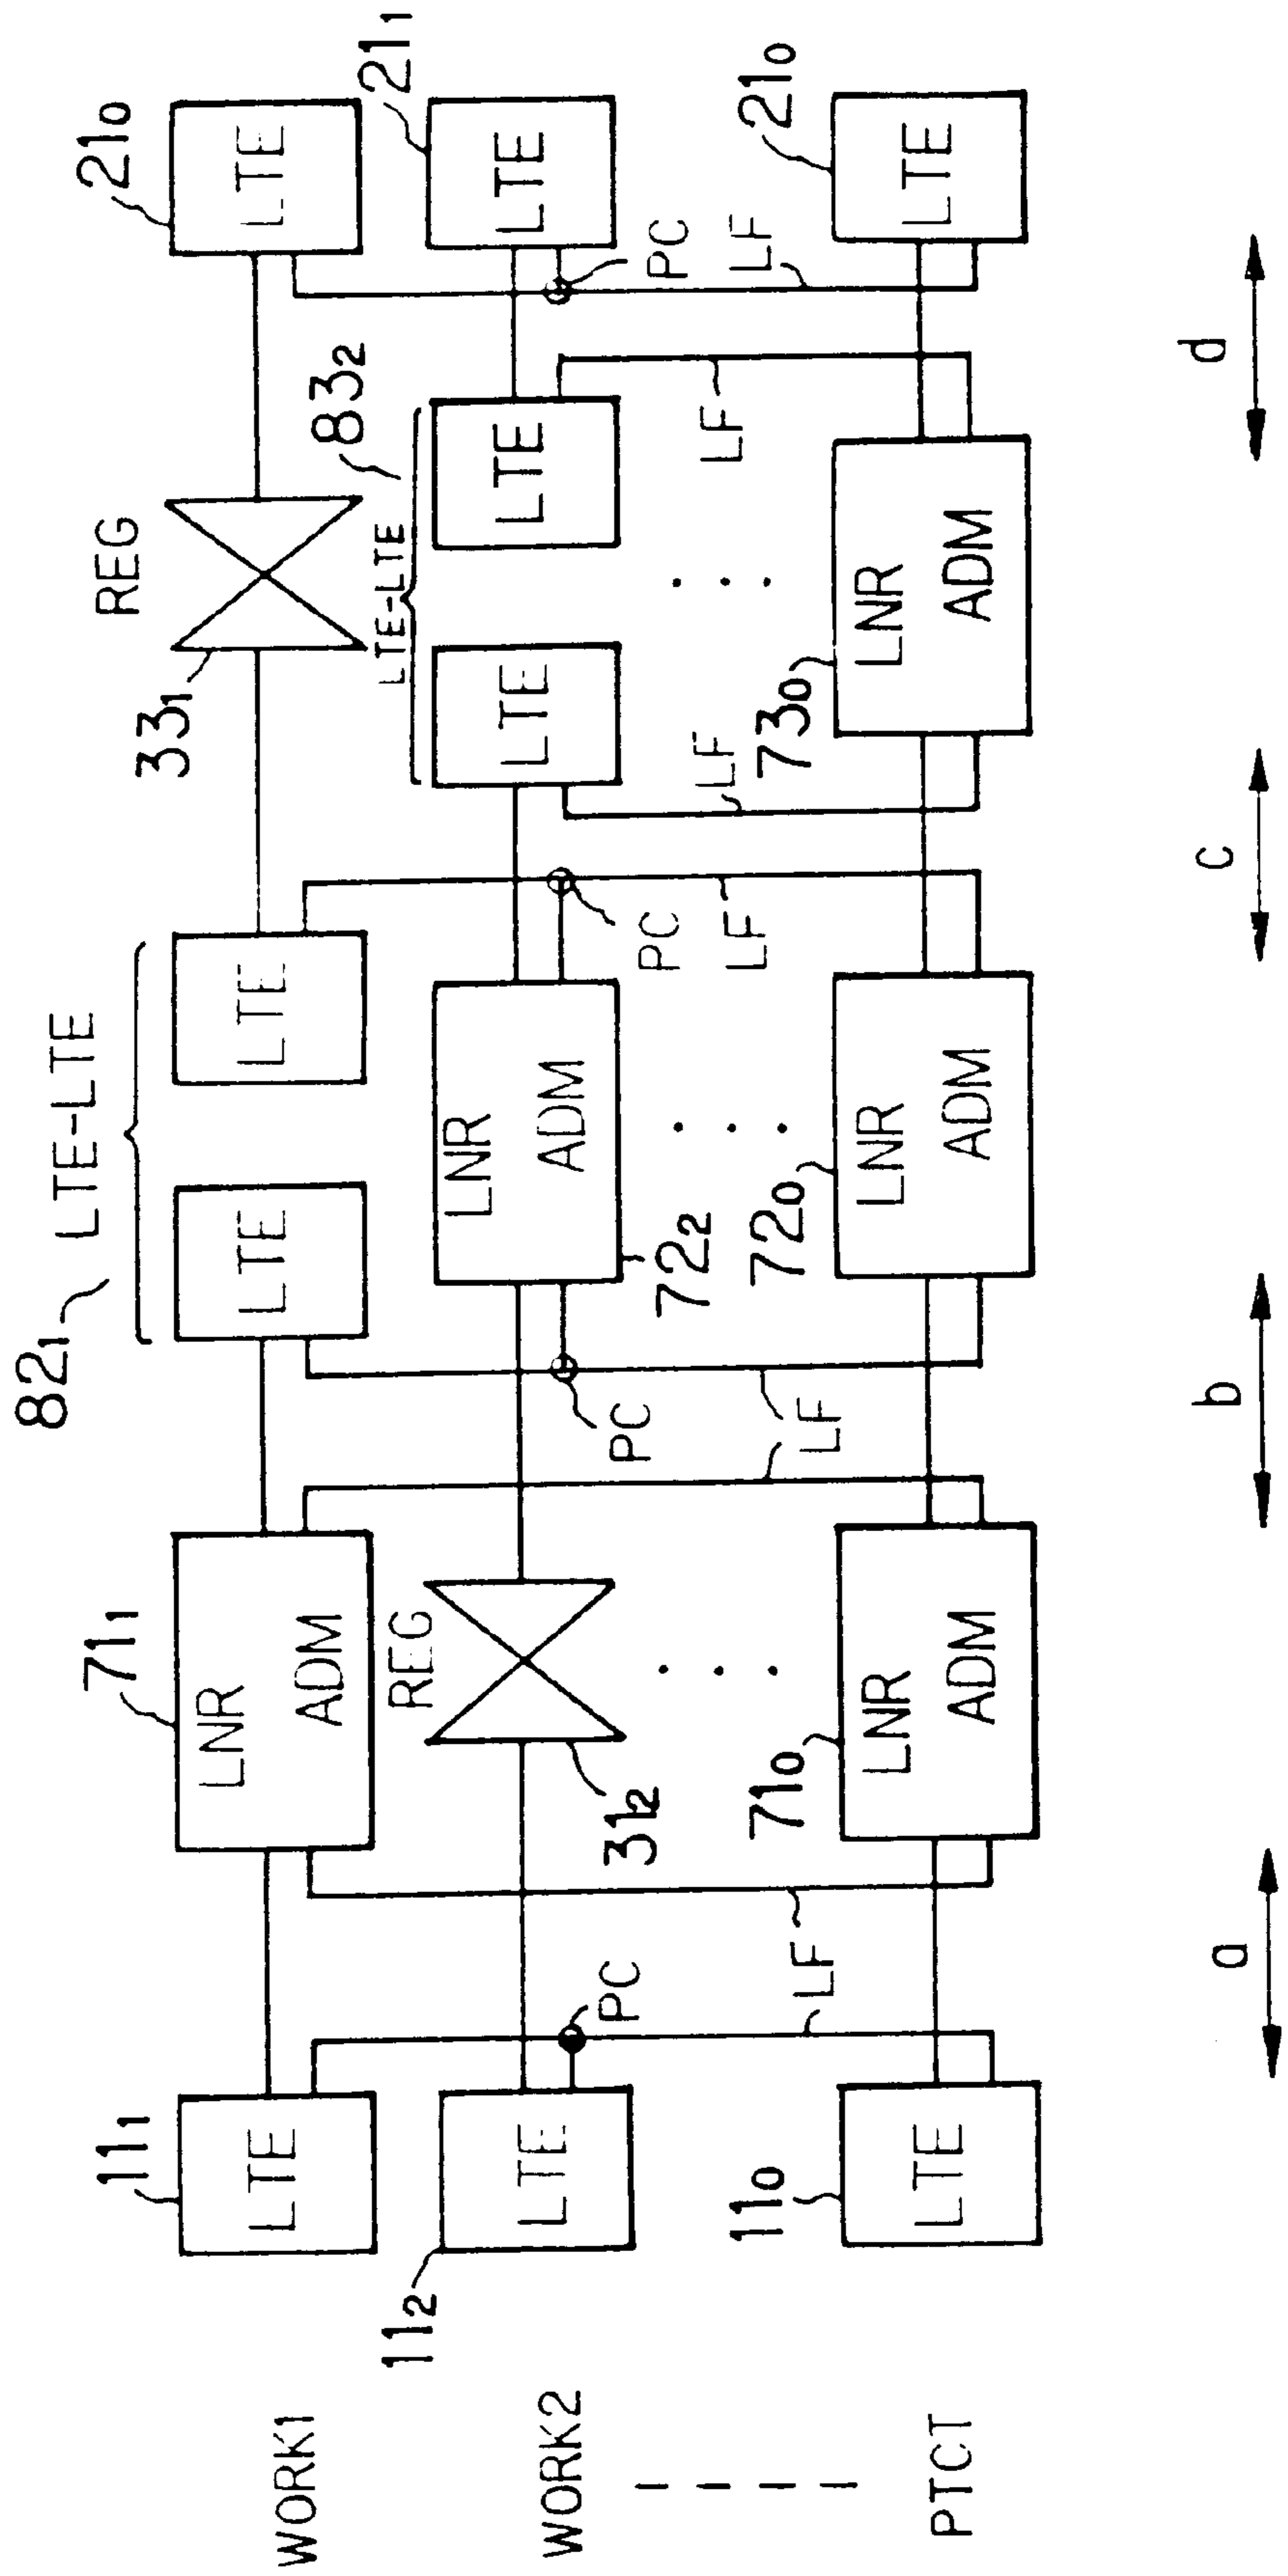 WORK1
11₁
LTE
71₁
LNR
ADM
82₁
LTE-LTE
LTE
LTE
33₁
REG
21₀
LTE
WORK2
11₂
LTE
PC
31₂
REG
PC
72₂
LNR
ADM
PC
LTE-LTE
83₂
LTE
LTE
PC
21₁
LTE
LF
LF
LF
LF
LF
LF
LF
PTCT
11₀
LTE
71₀
LNR
ADM
72₀
LNR
ADM
73₀
LNR
ADM
21₀
LTE
a
b
c
d